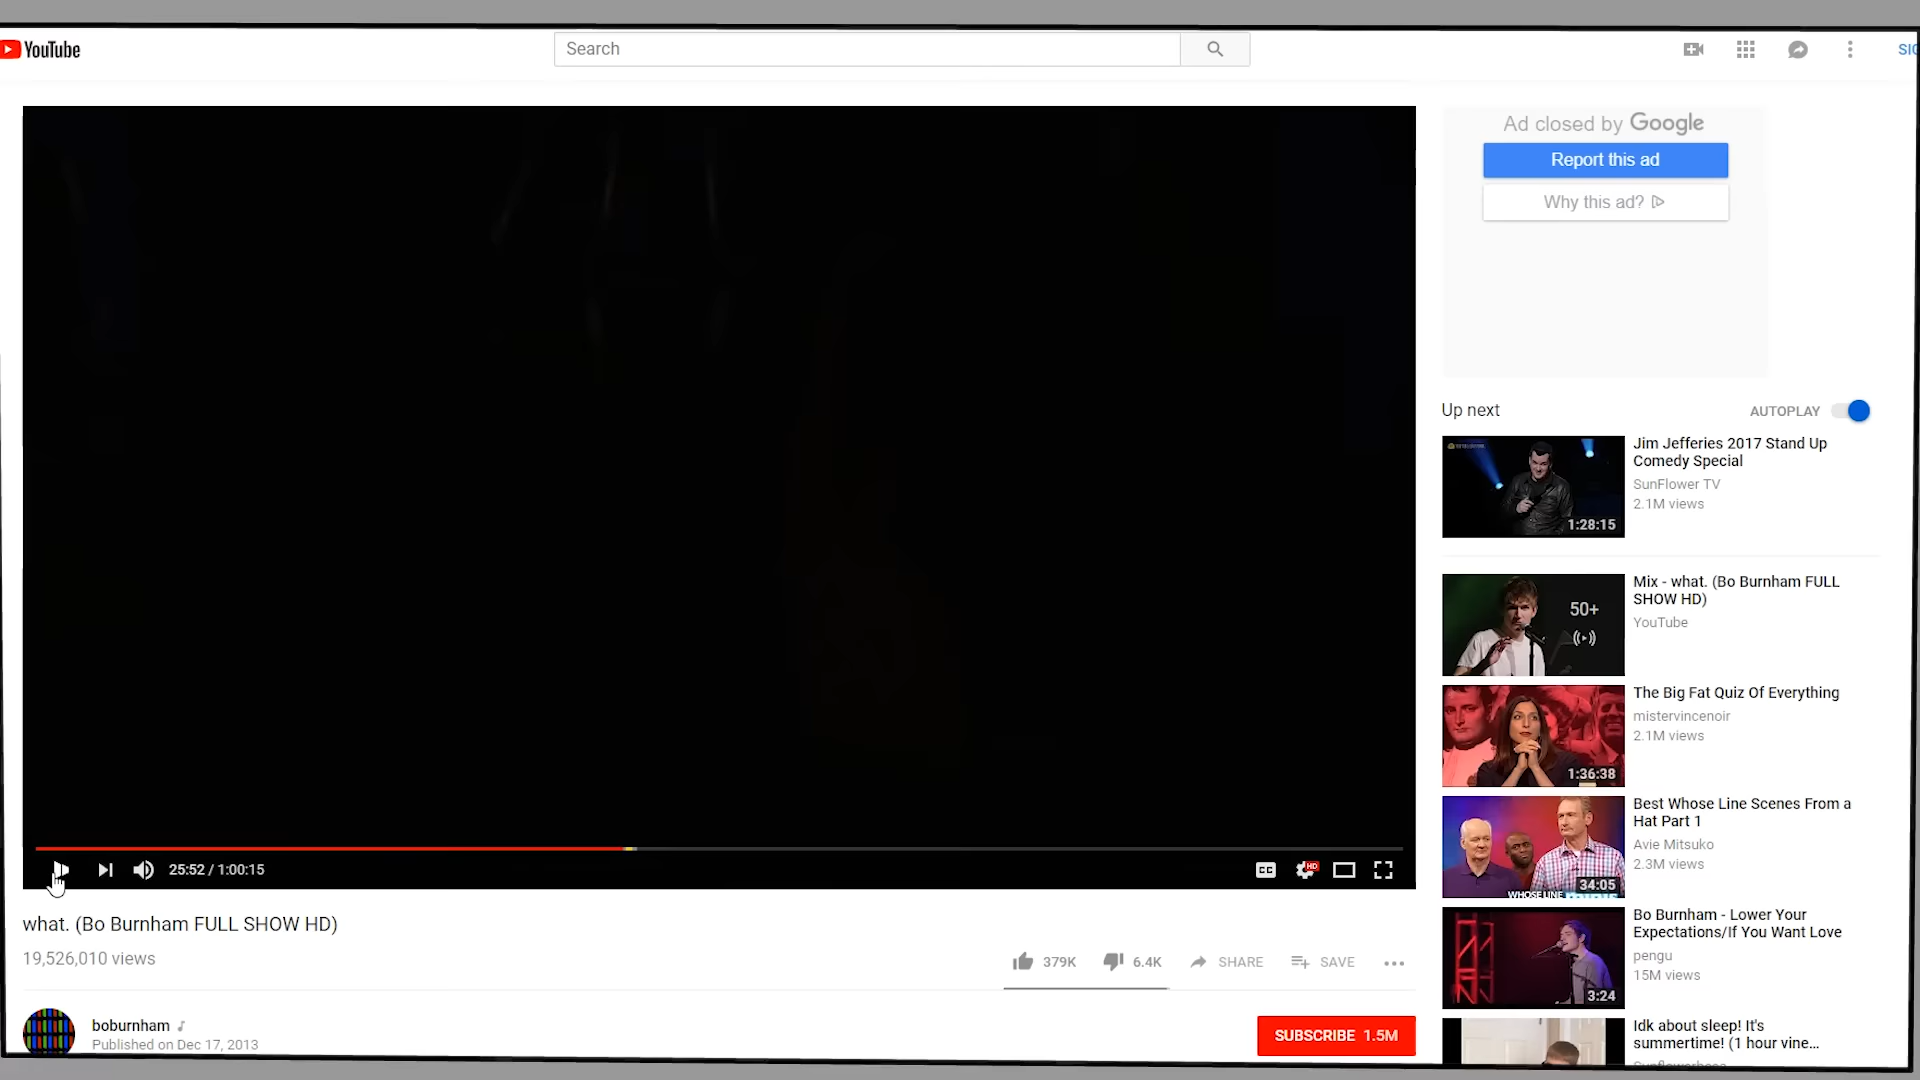 YouTube
Search
SIG
Ad closed by Google
Report this ad
Why this ad?
Up next
AUTOPLAY
Jim Jefferies 2017 Stand Up
Comedy Special
SunFlower TV
2.1M views
1:28:15
Mix - what. (Bo Burnham FULL
SHOW HD)
50+
YouTube
The Big Fat Quiz Of Everything
mistervincenoir
2.1M views
1:36:38
Best Whose Line Scenes From a
Hat Part 1
Avie Mitsuko
2.3M views
34:05
WHOSE LINE
Bo Burnham - Lower Your
Expectations/If You Want Love
pengu
15M views
3:24
Idk about sleep! It's
summertime! (1 hour vine...
25:52 / 1:00:15
CC
HD
what. (Bo Burnham FULL SHOW HD)
19,526,010 views
379K
6.4K
SHARE
SAVE
boburnham
Published on Dec 17, 2013
SUBSCRIBE 1.5M